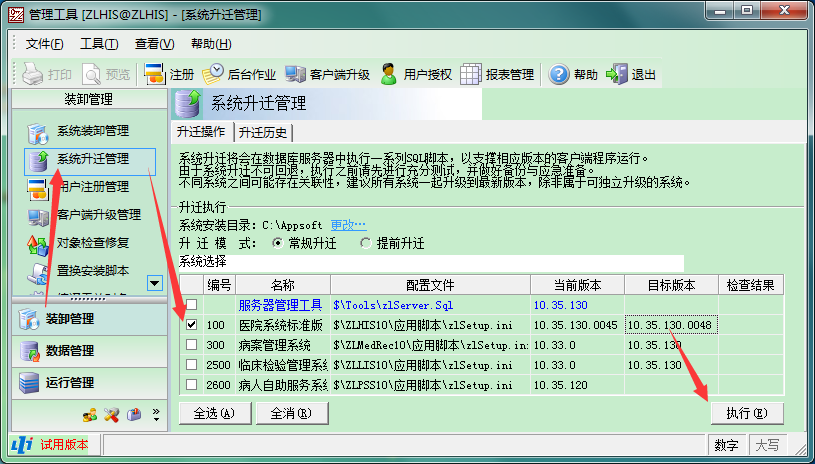 管理工具 [ZLHIS@ZLHIS] - [系统升迁管理]
文件(F) 工具(T) 查看(V) 帮助(H)
打印 预览 注册 后台作业 客户端升级 用户授权 报表管理 帮助 退出
装卸管理
系统装卸管理
系统升迁管理
用户注册管理
客户端升级管理
对象检查修复
置换安装脚本
装卸管理
数据管理
运行管理
系统升迁管理
升迁操作 升迁历史
系统升迁将会在数据库服务器中执行一系列SQL脚本，以支撑相应版本的客户端程序运行。
由于系统升迁不可回退，执行之前请先进行充分测试，并做好备份与应急准备。
不同系统之间可能存在关联性，建议所有系统一起升级到最新版本，除非属于可独立升级的系统。
升迁执行
系统安装目录: C:\Appsoft 更改…
升 迁 模 式: 常规升迁 提前升迁
系统选择
编号 名称 配置文件 当前版本 目标版本 检查结果
服务器管理工具 $\Tools\zlServer.Sql 10.35.130
100 医院系统标准版 $\ZLHIS10\应用脚本\zlSetup.ini 10.35.130.0045 10.35.130.0048
300 病案管理系统 $\ZLMedRec10\应用脚本\zlSetup.in: 10.33.0 10.35.130
2500 临床检验管理系 $\ZLLIS10\应用脚本\zlSetup.ini 10.33.0 10.35.130
2600 病人自助服务系 $\ZLPSS10\应用脚本\zlSetup.ini 10.35.120
全选(A) 全消(R) 执行(E)
试用版本 数字 大写